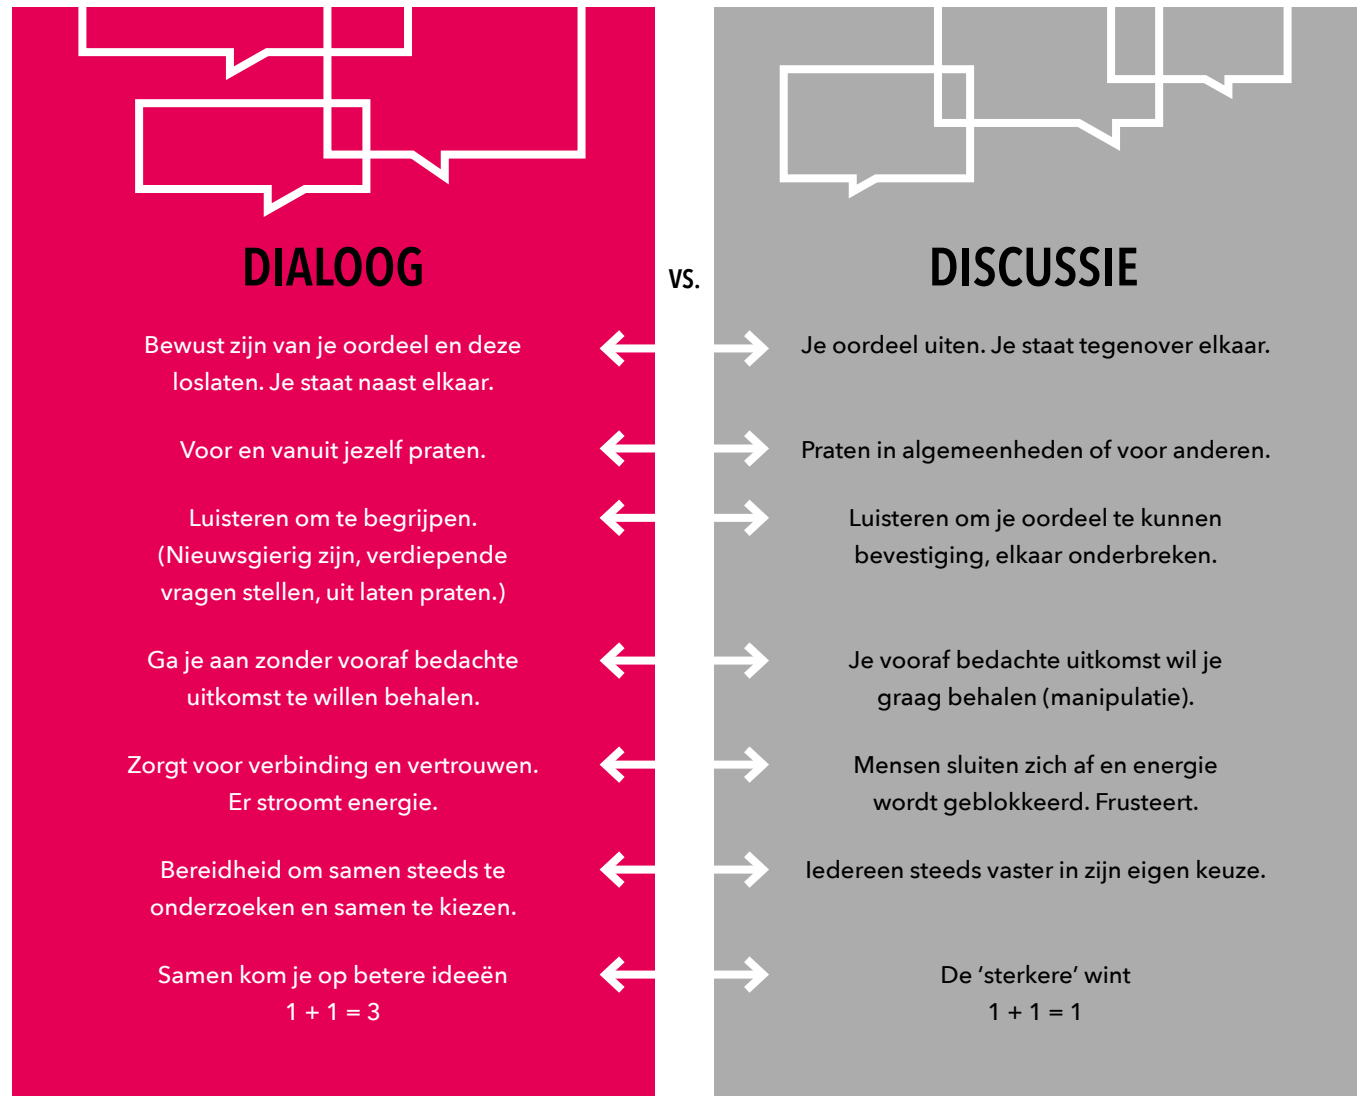 DIALOOG
VS.
DISCUSSIE
Bewust zijn van je oordeel en deze
loslaten. Je staat naast elkaar.
Je oordeel uiten. Je staat tegenover elkaar.
Voor en vanuit jezelf praten.
Praten in algemeenheden of voor anderen.
Luisteren om te begrijpen.
(Nieuwsgierig zijn, verdiepende
vragen stellen, uit laten praten.)
Luisteren om je oordeel te kunnen
bevestiging, elkaar onderbreken.
Ga je aan zonder vooraf bedachte
uitkomst te willen behalen.
Je vooraf bedachte uitkomst wil je
graag behalen (manipulatie).
Zorgt voor verbinding en vertrouwen.
Er stroomt energie.
Mensen sluiten zich af en energie
wordt geblokkeerd. Frusteert.
Bereidheid om samen steeds te
onderzoeken en samen te kiezen.
Iedereen steeds vaster in zijn eigen keuze.
Samen kom je op betere ideeën
1 + 1 = 3
De ‘sterkere’ wint
1 + 1 = 1